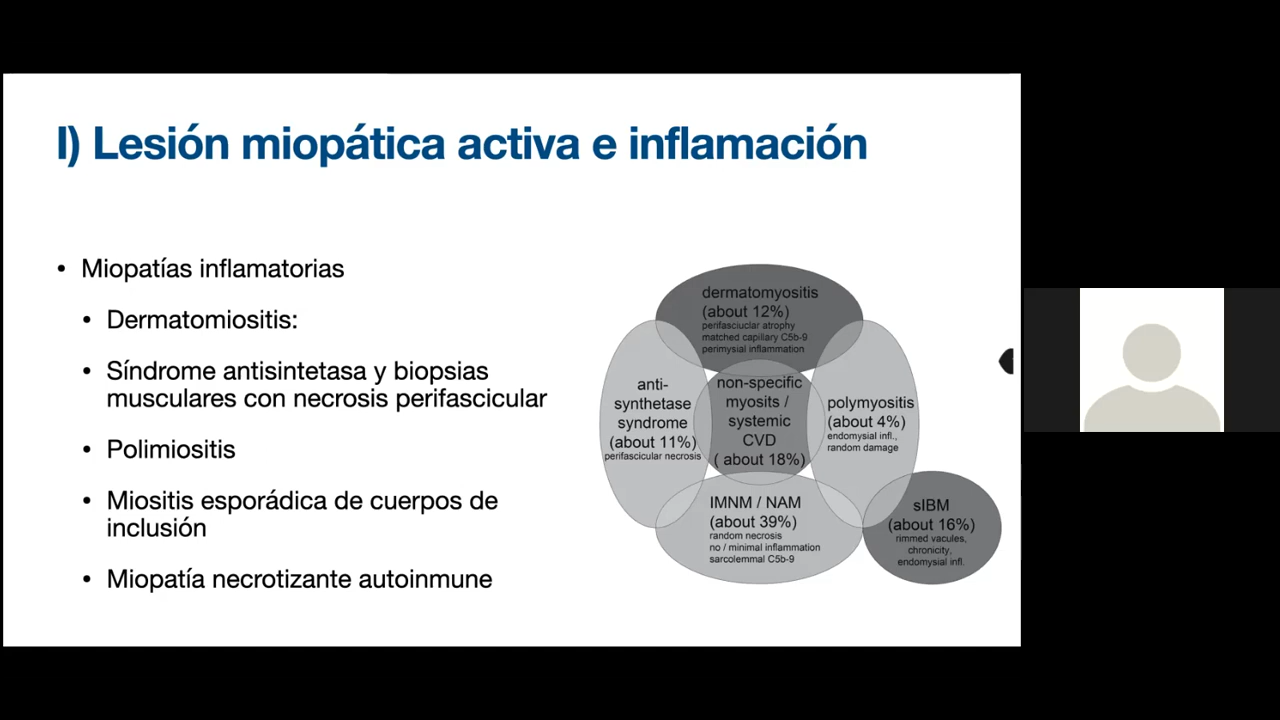 I) Lesión miopática activa e inflamación
• Miopatías inflamatorias
• Dermatomiositis:
• Síndrome antisintetasa y biopsias
musculares con necrosis perifascicular
• Polimiositis
• Miositis esporádica de cuerpos de
inclusión
• Miopatía necrotizante autoinmune
dermatomyositis
(about 12%)
perifasciuclar atrophy
matched capillary C5b-9
perimysial inflammation
anti-
synthetase
syndrome
(about 11%)
perifascicular necrosis
non-specific
myosits /
systemic
CVD
( about 18%)
polymyositis
(about 4%)
endomysial infl.,
random damage
IMNM / NAM
(about 39%)
random necrosis
no / minimal inflammation
sarcolemmal C5b-9
sIBM
(about 16%)
rimmed vacules,
chronicity,
endomysial infl.